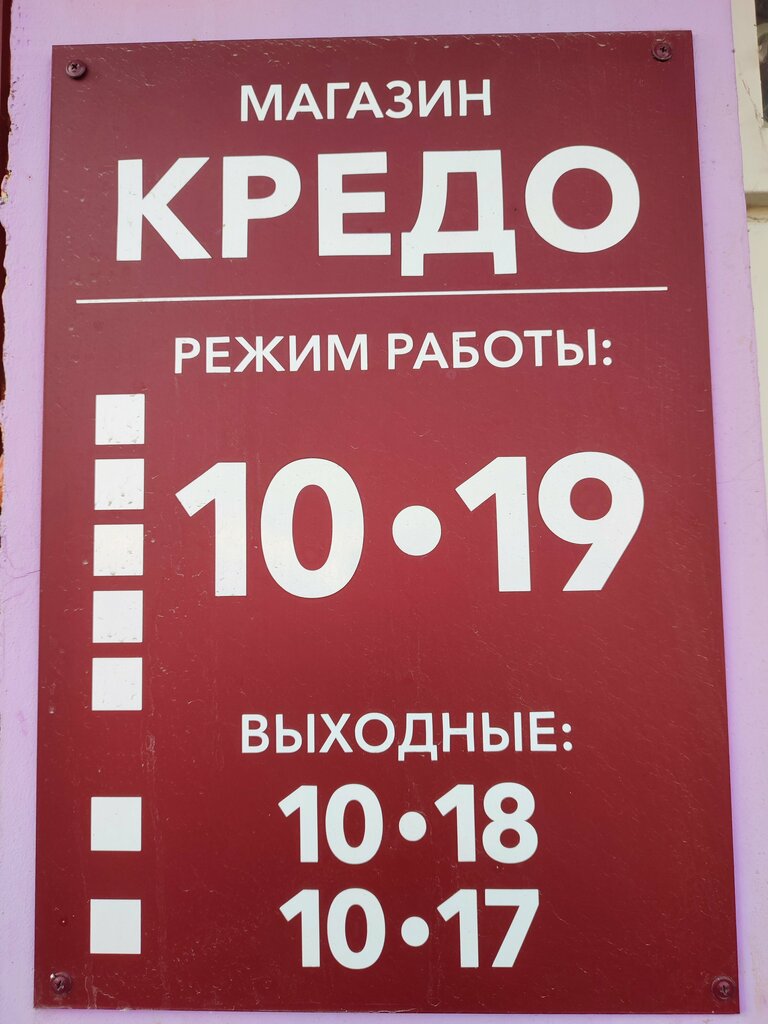 МАГАЗИН
КРЕДО
РЕЖИМ РАБОТЫ:
10•19
ВЫХОДНЫЕ:
10•18
10•17